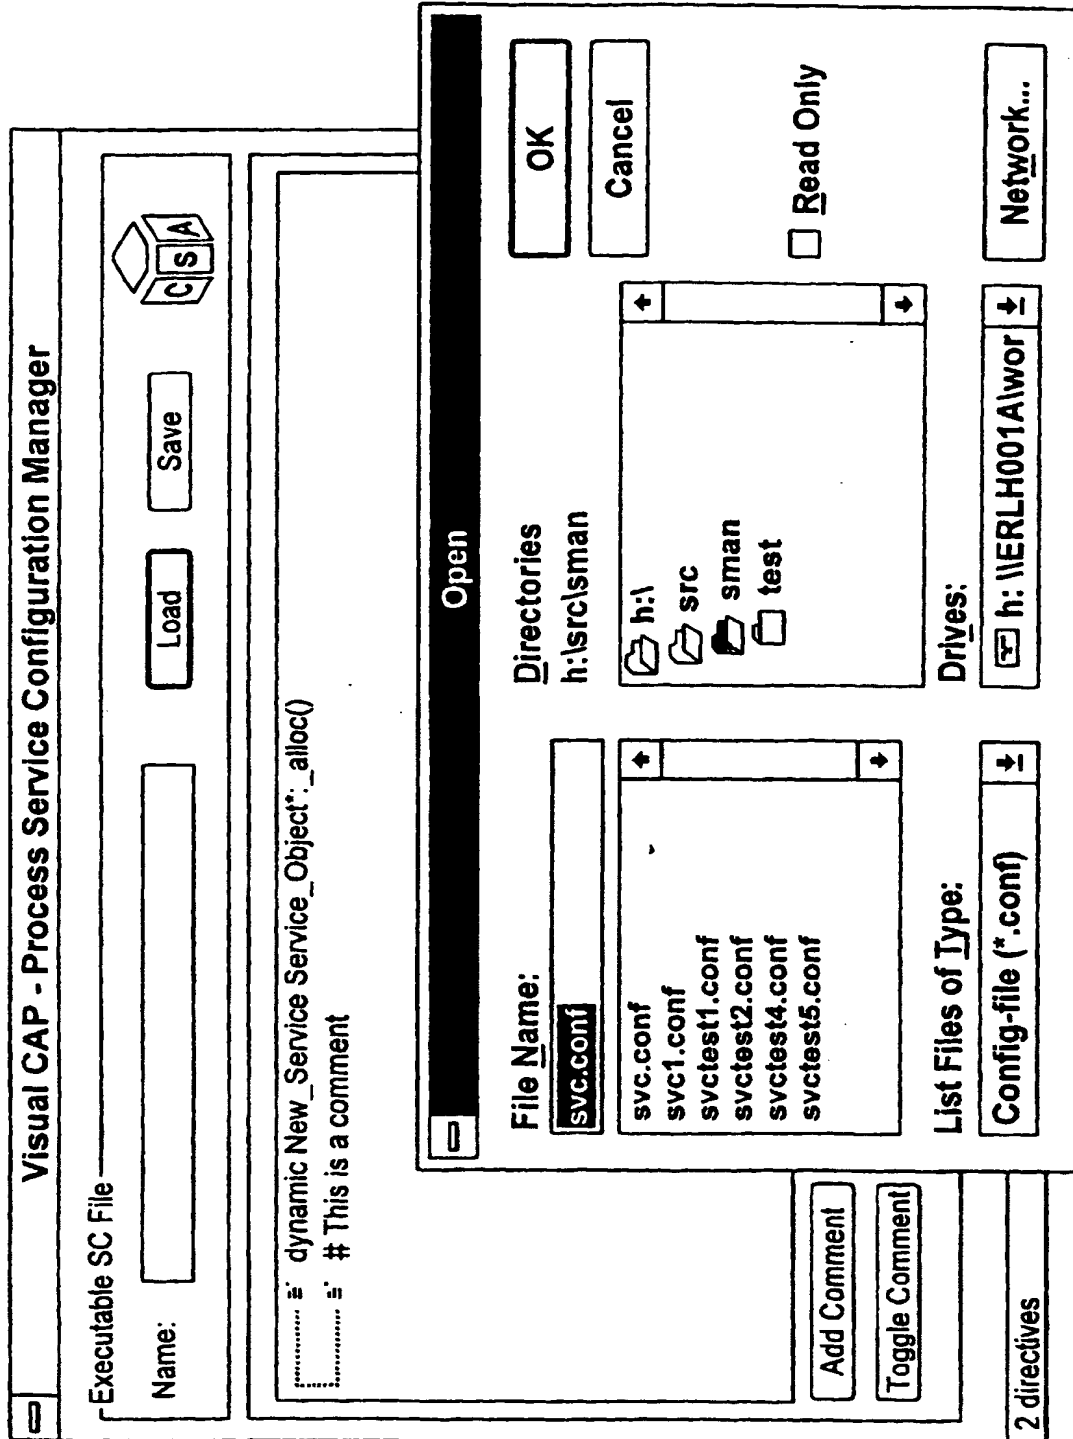 Visual CAP - Process Service Configuration Manager
Executable SC File
Name:
Load
Save
C S A
dynamic New_Service Service_Object*:_alloc()
# This is a comment
Add Comment
Toggle Comment
2 directives
Open
File Name:
svc.conf
svc.conf
svc1.conf
svctest1.conf
svctest2.conf
svctest4.conf
svctest5.conf
List Files of Type:
Config-file (*.conf)
Directories
h:\src\sman
h:\
src
sman
test
Drives:
h: \\ERLH001A\wor
OK
Cancel
Read Only
Network...